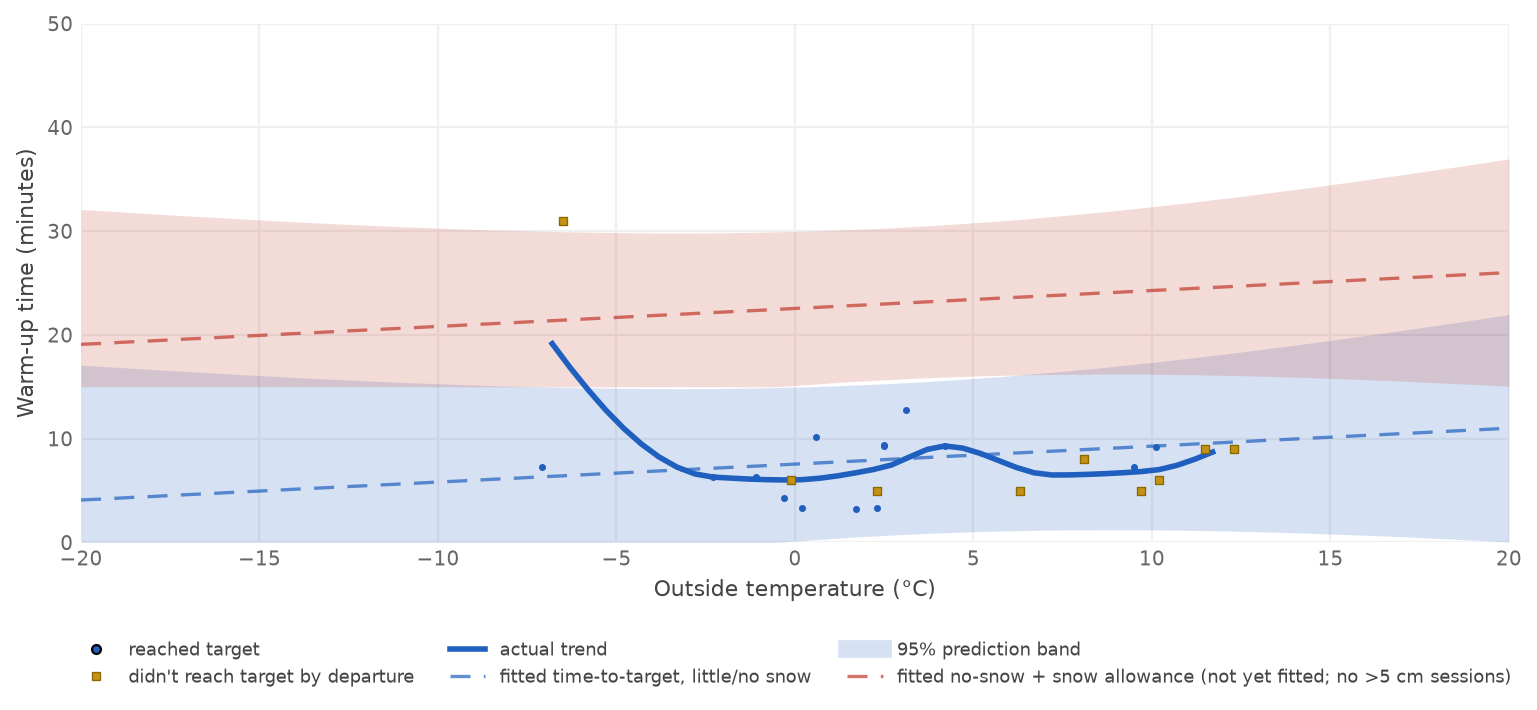 50
40
30
20
10
0
Warm-up time (minutes)
−20 −15 −10 −5 0 5 10 15 20
Outside temperature (°C)
reached target actual trend 95% prediction band
didn't reach target by departure fitted time-to-target, little/no snow fitted no-snow + snow allowance (not yet fitted; no >5 cm sessions)